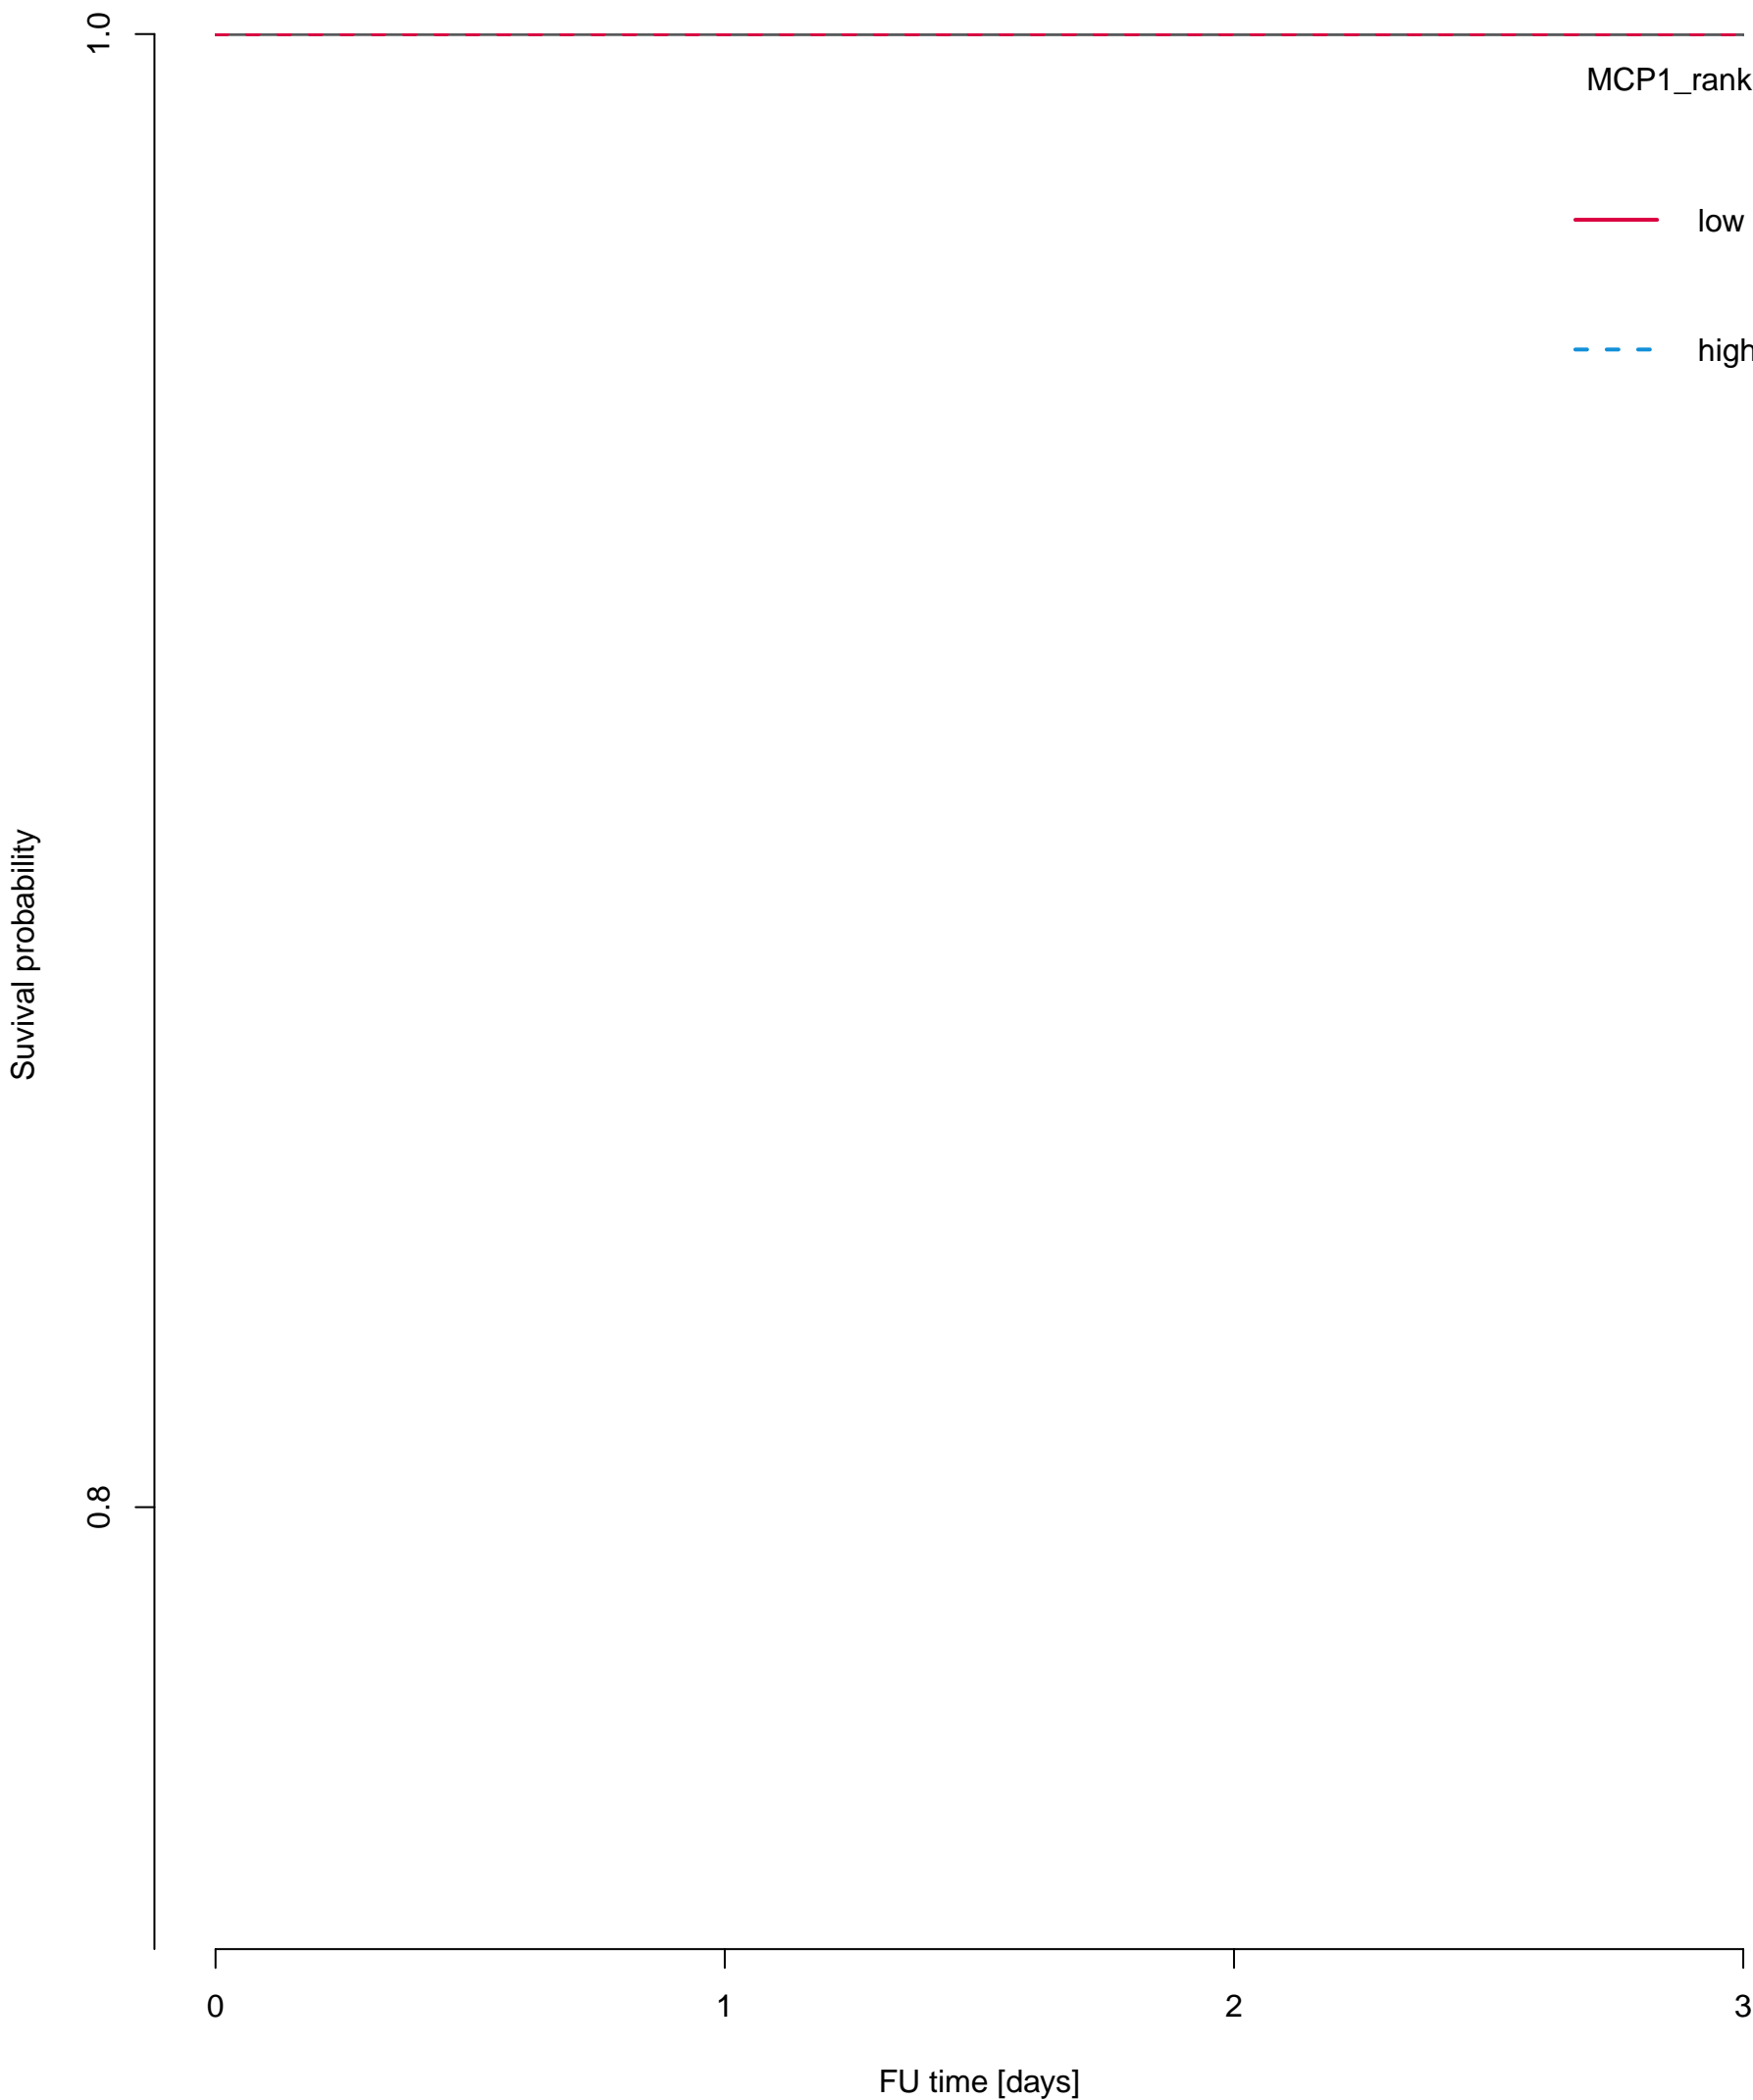 1.0
MCP1_rank
low
high
Suvival probability
0.8
0 1 2 3
FU time [days]